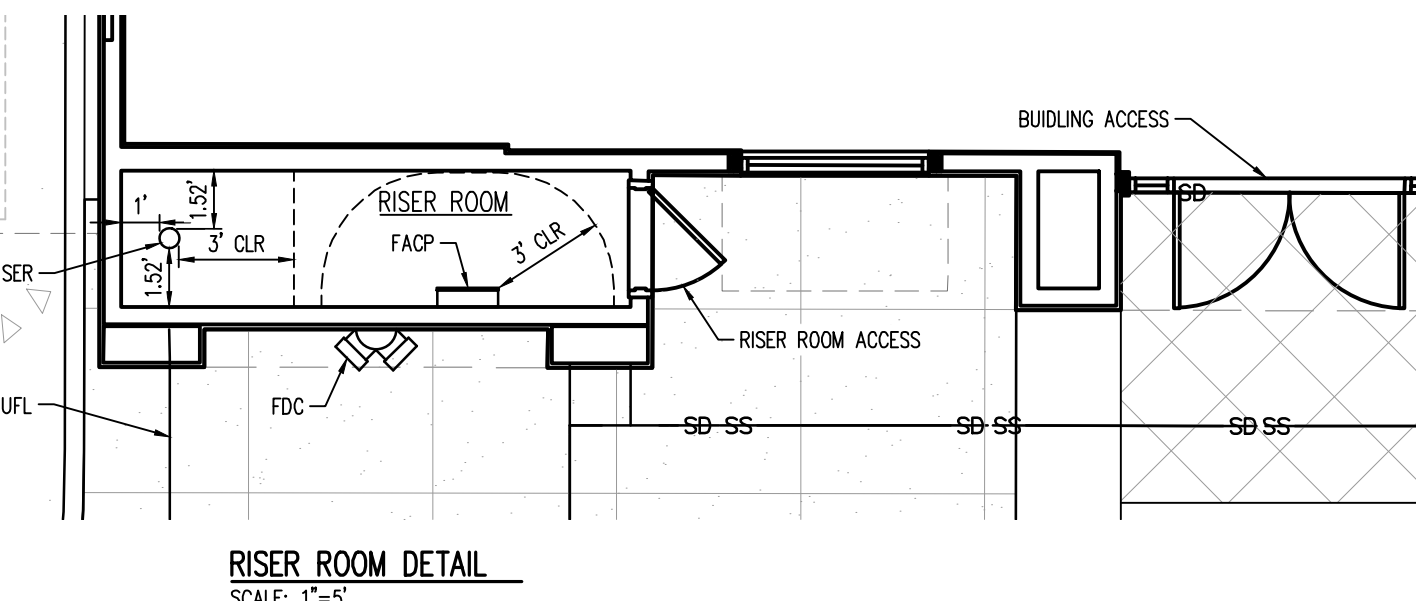 BUIDLING ACCESS
SD
1.52'
1'
RISER ROOM
3' CLR
FACP
3' CLR
SER
1.52'
RISER ROOM ACCESS
UFL
FDC
SD SS
SD SS
SD SS
RISER ROOM DETAIL
SCALE: 1"=5'